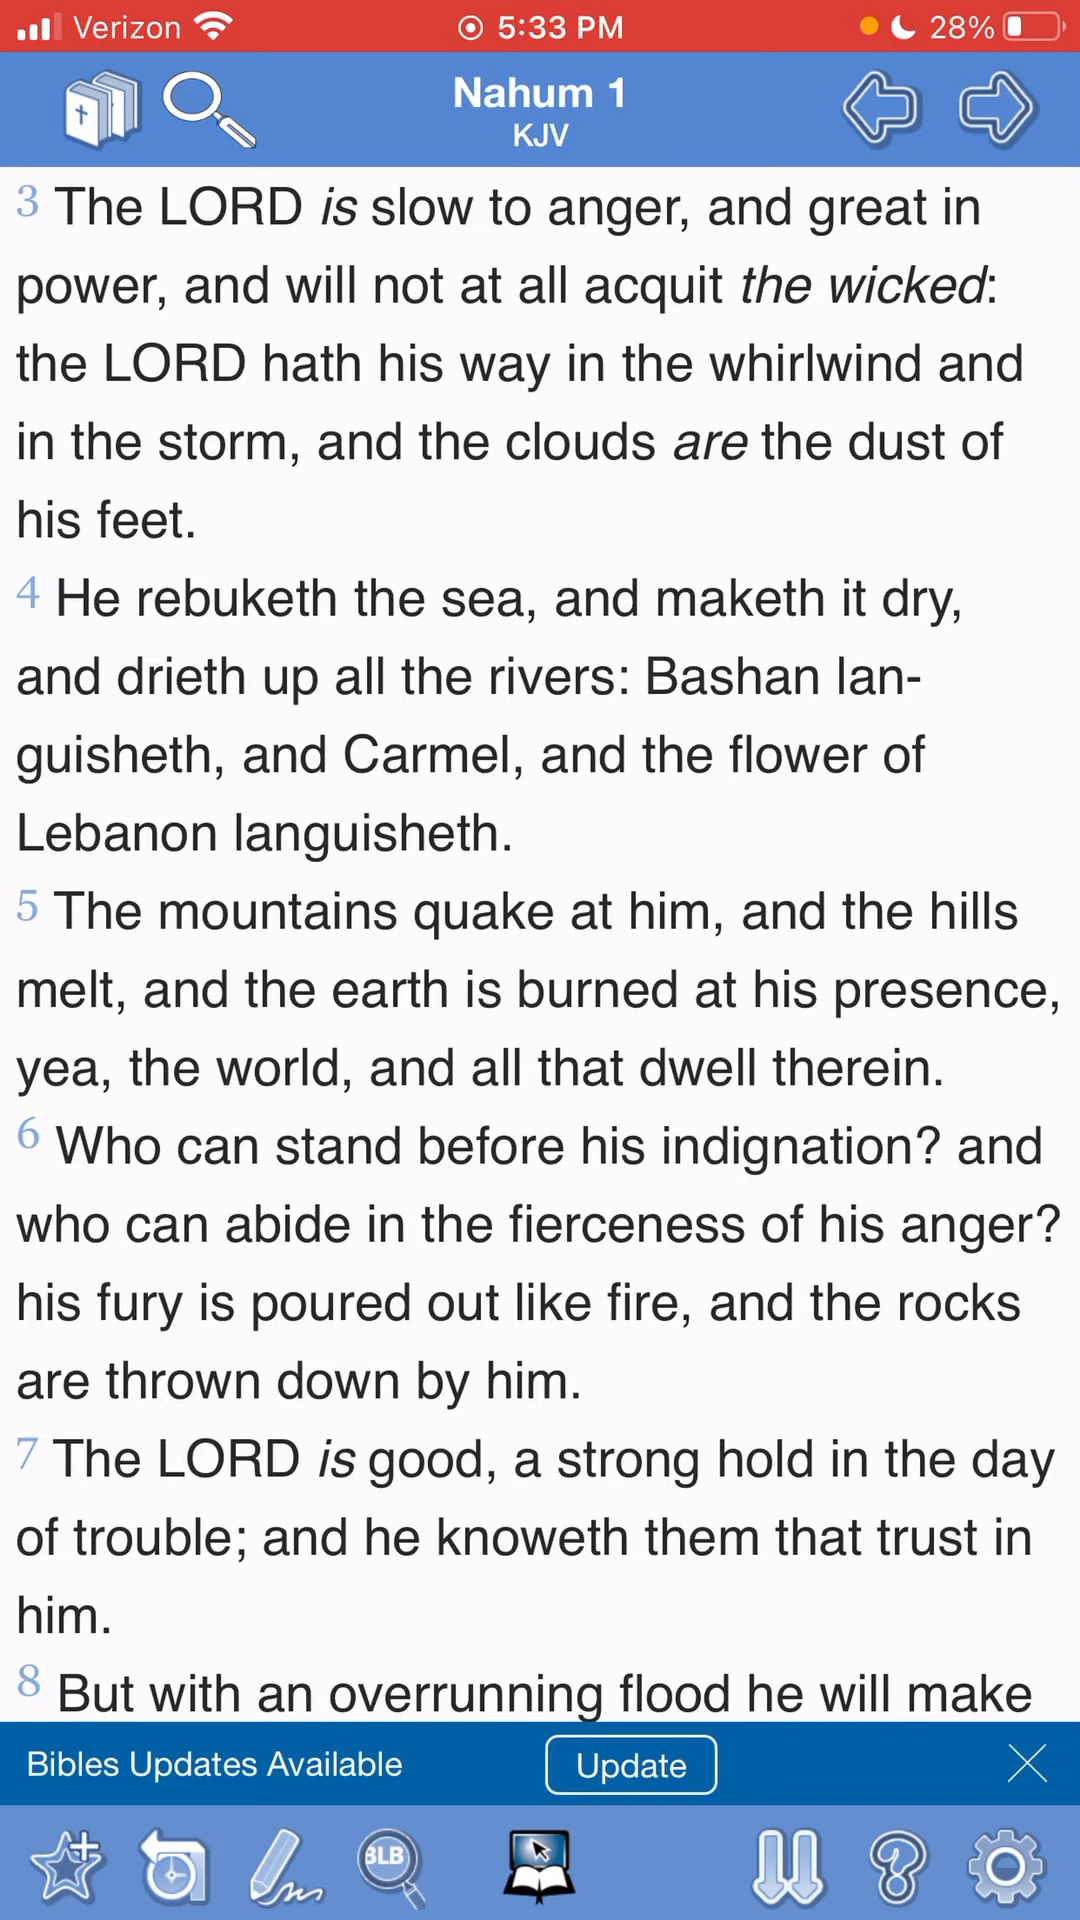 Verizon 5:33 PM 28%
Nahum 1
KJV
3 The LORD is slow to anger, and great in
power, and will not at all acquit the wicked:
the LORD hath his way in the whirlwind and
in the storm, and the clouds are the dust of
his feet.
4 He rebuketh the sea, and maketh it dry,
and drieth up all the rivers: Bashan lan-
guisheth, and Carmel, and the flower of
Lebanon languisheth.
5 The mountains quake at him, and the hills
melt, and the earth is burned at his presence,
yea, the world, and all that dwell therein.
6 Who can stand before his indignation? and
who can abide in the fierceness of his anger?
his fury is poured out like fire, and the rocks
are thrown down by him.
7 The LORD is good, a strong hold in the day
of trouble; and he knoweth them that trust in
him.
8 But with an overrunning flood he will make
Bibles Updates Available Update
BLB